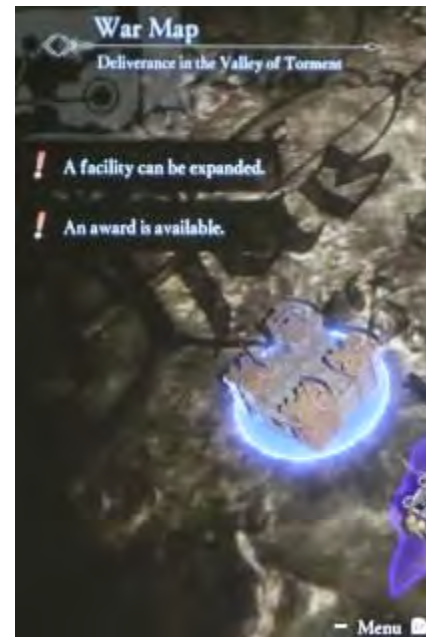 War Map
Deliverance in the Valley of Torment
! A facility can be expanded.
! An award is available.
− Menu